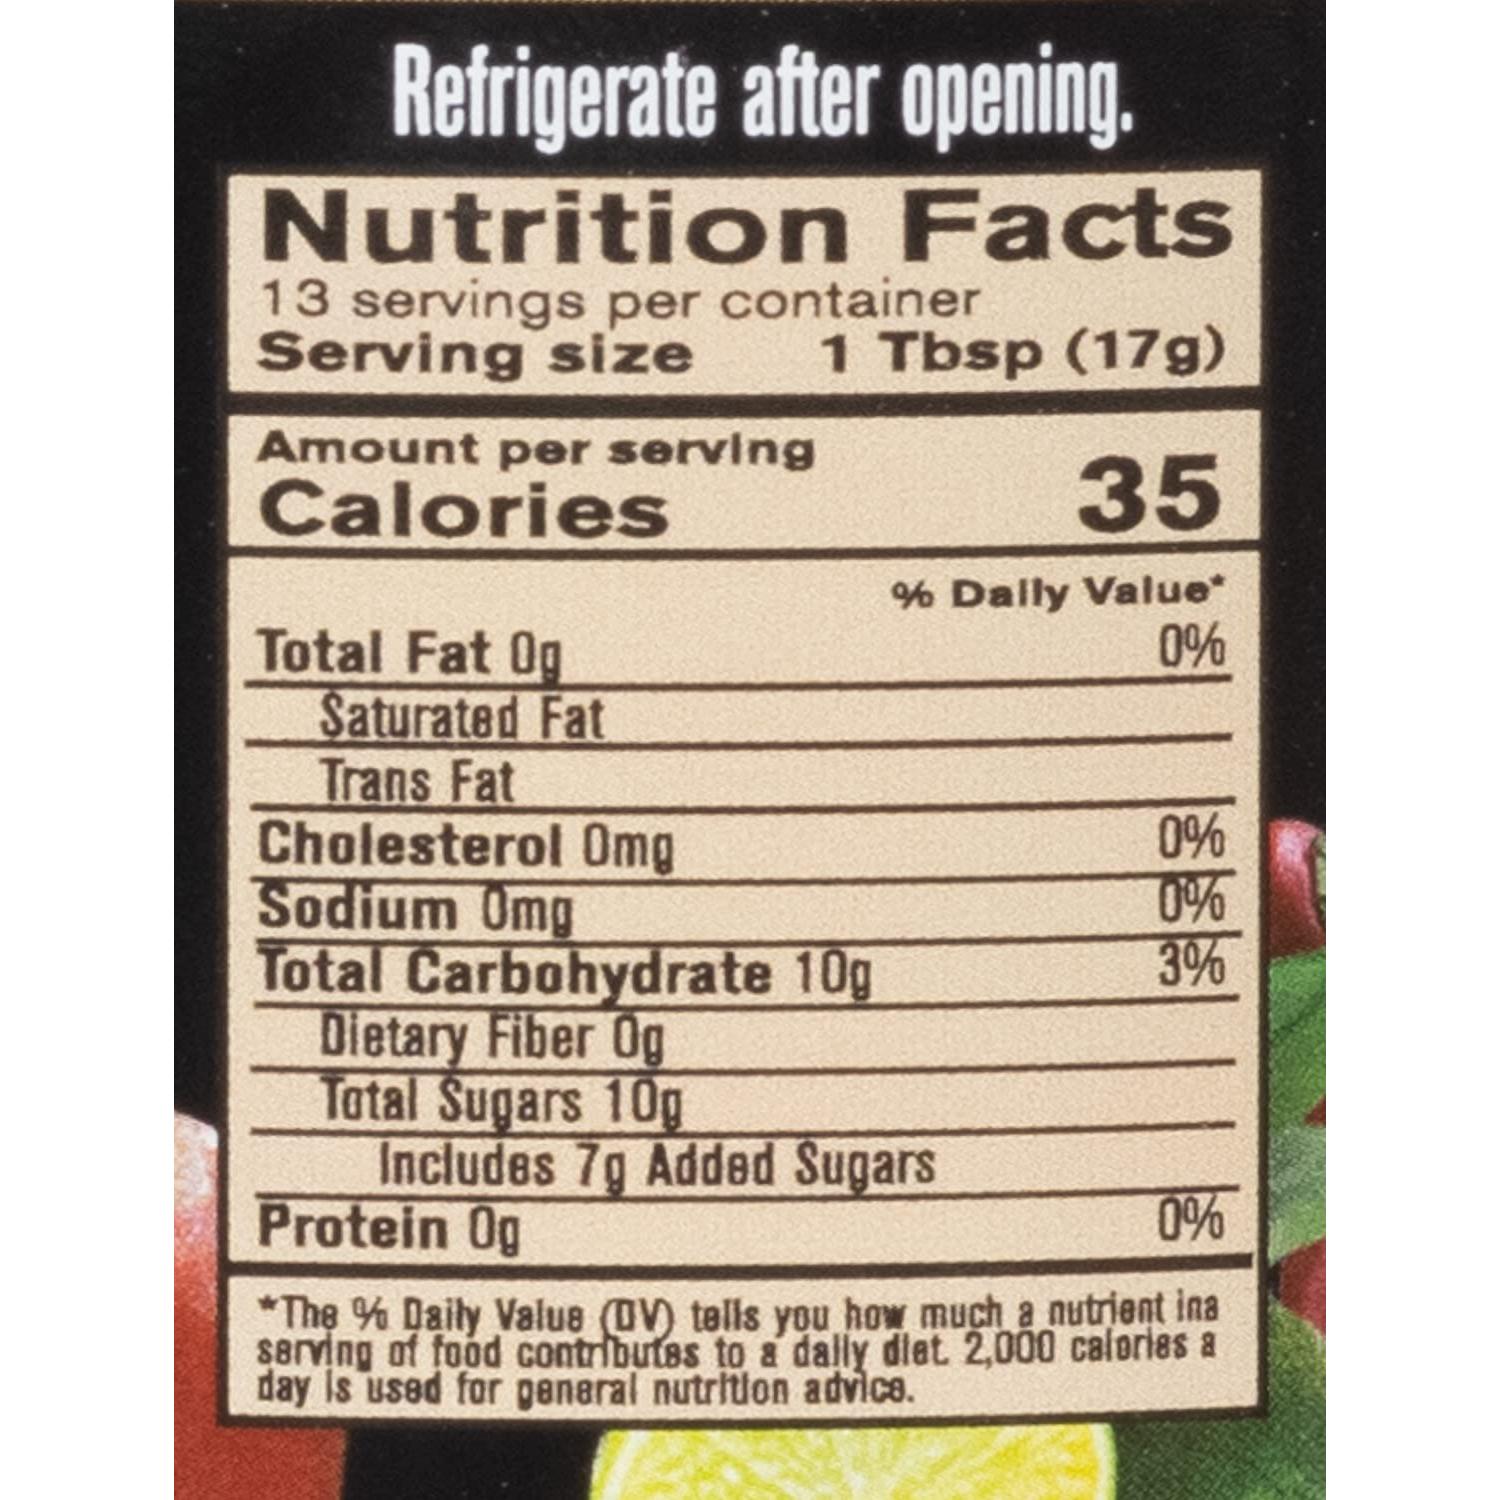 Refrigerate after opening.
Nutrition Facts
13 servings per container
Serving size 1 Tbsp (17g)
Amount per serving
Calories 35
% Daily Value*
Total Fat 0g 0%
Saturated Fat
Trans Fat
Cholesterol 0mg 0%
Sodium 0mg 0%
Total Carbohydrate 10g 3%
Dietary Fiber 0g
Total Sugars 10g
Includes 7g Added Sugars
Protein 0g 0%
*The % Daily Value (DV) tells you how much a nutrient ina
serving of food contributes to a daily diet. 2,000 calories a
day is used for general nutrition advice.